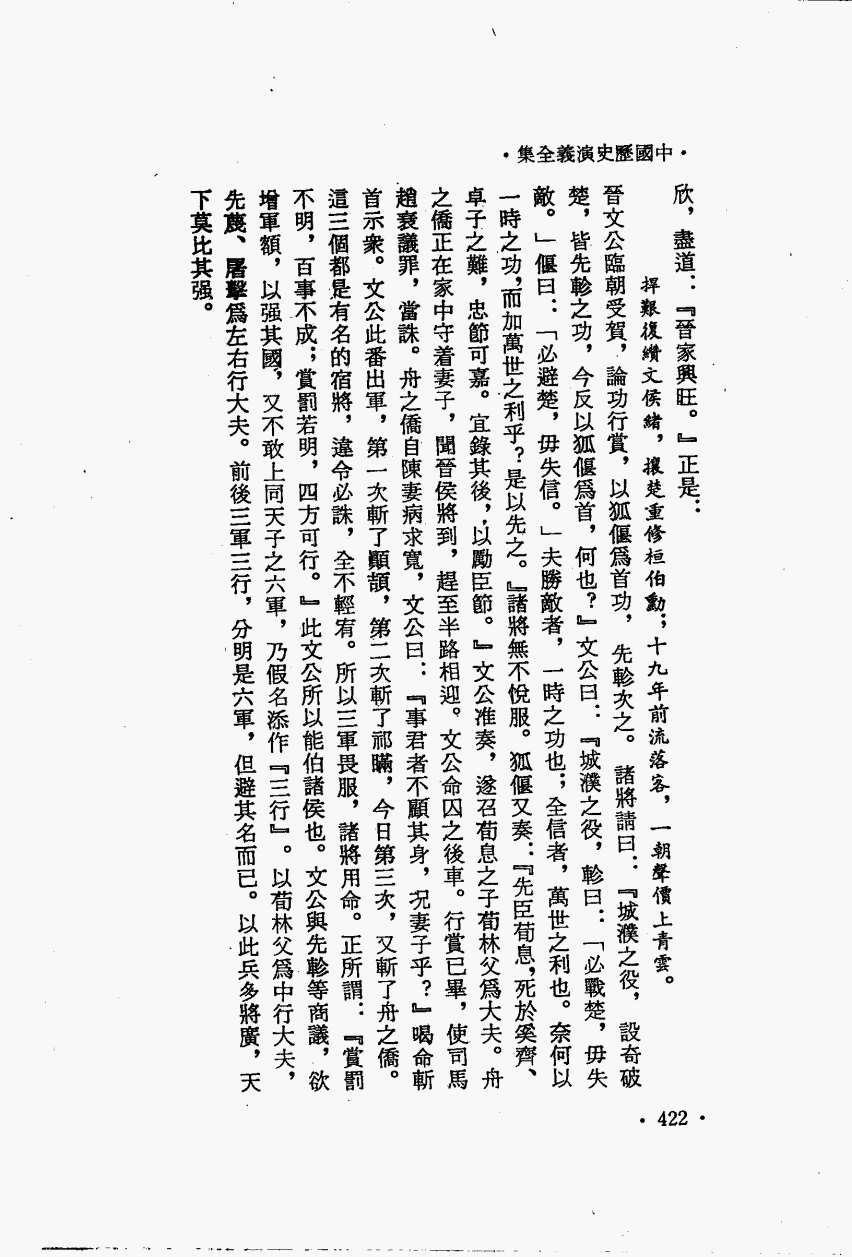 ·中國歷史演義全集·
欣，盡道：『晉家興旺。』正是：
捍艱復纘文侯緒，攘楚重修桓伯勳；十九年前流落客，一朝聲價上青雲。
晉文公臨朝受賀，論功行賞，以狐偃爲首功，先軫次之。諸將請曰：『城濮之役，設奇破
楚，皆先軫之功，今反以狐偃爲首，何也？』文公曰：『城濮之役，軫曰：「必戰楚，毋失
敵。」偃曰：「必避楚，毋失信。」夫勝敵者，一時之功也；全信者，萬世之利也。奈何以
一時之功，而加萬世之利乎？是以先之。』諸將無不悅服。狐偃又奏：『先臣荀息，死於奚齊、
卓子之難，忠節可嘉。宜錄其後，以勵臣節。』文公准奏，遂召荀息之子荀林父爲大夫。舟
之僑正在家中守着妻子，聞晉侯將到，趕至半路相迎。文公命囚之後車。行賞已畢，使司馬
趙衰議罪，當誅。舟之僑自陳妻病求寬，文公曰：『事君者不顧其身，況妻子乎？』喝命斬
首示衆。文公此番出軍，第一次斬了顚頡，第二次斬了祁瞞，今日第三次，又斬了舟之僑。
這三個都是有名的宿將，違令必誅，全不輕宥。所以三軍畏服，諸將用命。正所謂：『賞罰
不明，百事不成；賞罰若明，四方可行。』此文公所以能伯諸侯也。文公與先軫等商議，欲
增軍額，以强其國，又不敢上同天子之六軍，乃假名添作『三行』。以荀林父爲中行大夫，
先蔑、屠擊爲左右行大夫。前後三軍三行，分明是六軍，但避其名而已。以此兵多將廣，天
下莫比其强。
·422·